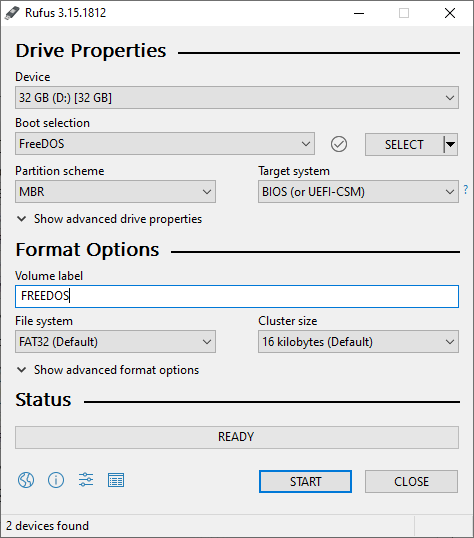 Rufus 3.15.1812
Drive Properties
Device
32 GB (D:) [32 GB]
Boot selection
FreeDOS
SELECT
Partition scheme
Target system
MBR
BIOS (or UEFI-CSM)
?
Show advanced drive properties
Format Options
Volume label
FREEDOS
File system
Cluster size
FAT32 (Default)
16 kilobytes (Default)
Show advanced format options
Status
READY
START
CLOSE
2 devices found